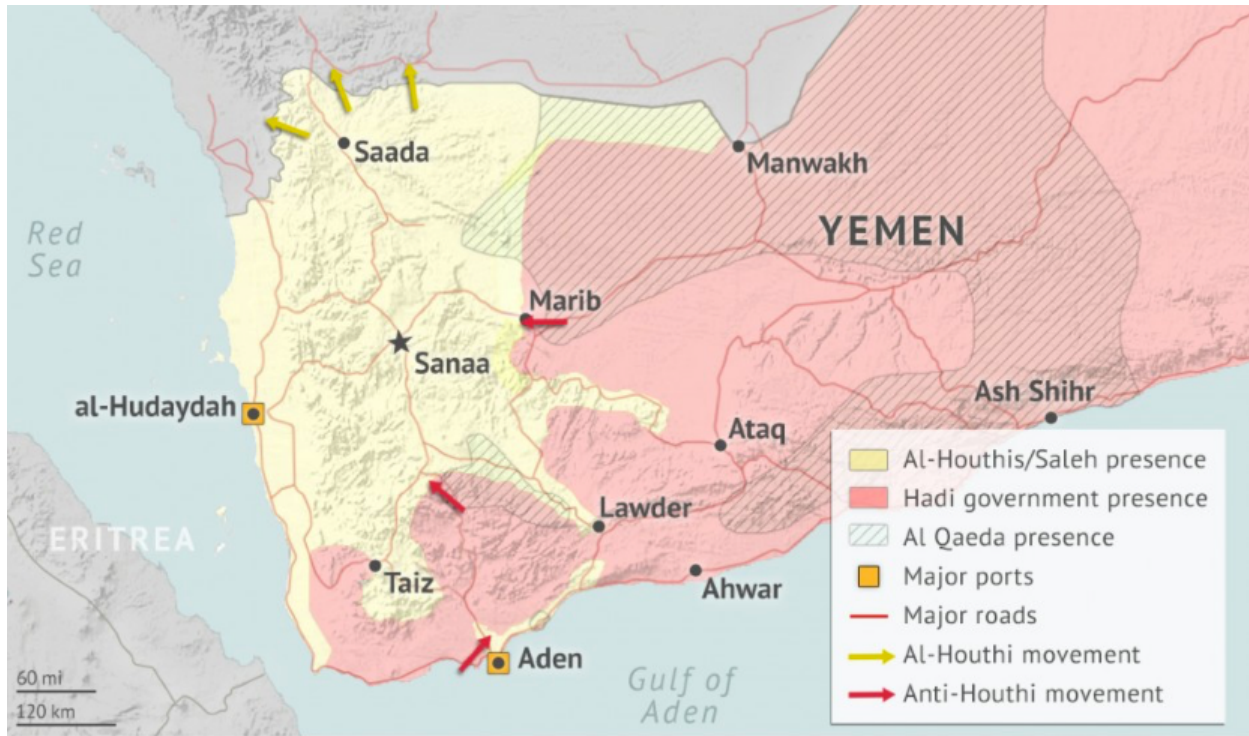 Saada
Manwakh
Red
Sea
YEMEN
Marib
Sanaa
al-Hudaydah
Ash Shihr
Ataq
Lawder
ERITREA
Taiz
Ahwar
Aden
Gulf of
Aden
60 mi
120 km
Al-Houthis/Saleh presence
Hadi government presence
Al Qaeda presence
Major ports
Major roads
Al-Houthi movement
Anti-Houthi movement